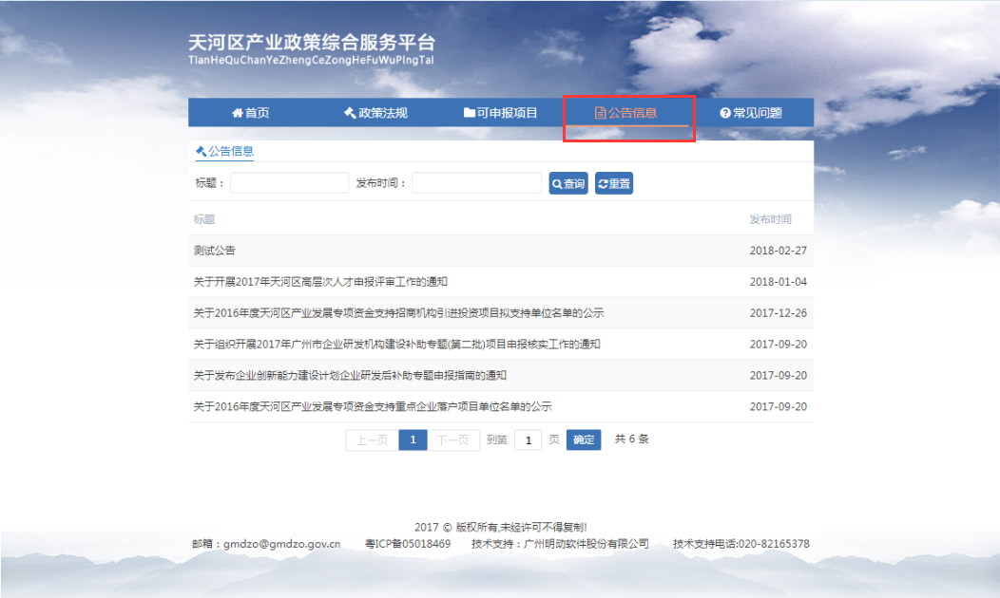 天河区产业政策综合服务平台
TianHeQuChanYeZhengCeZongHeFuWuPingTai
首页 政策法规 可申报项目 公告信息 常见问题
公告信息
标题： 发布时间： 查询 重置
标题 发布时间
测试公告 2018-02-27
关于开展2017年天河区高层次人才申报评审工作的通知 2018-01-04
关于2016年度天河区产业发展专项资金支持招商机构引进投资项目拟支持单位名单的公示 2017-12-26
关于组织开展2017年广州市企业研发机构建设补助专题(第二批)项目申报核实工作的通知 2017-09-20
关于发布企业创新能力建设计划企业研发后补助专题申报指南的通知 2017-09-20
关于2016年度天河区产业发展专项资金支持重点企业落户项目单位名单的公示 2017-09-20
上一页 1 下一页 到第 1 页 确定 共 6 条
2017 © 版权所有,未经许可不得复制!
邮箱：gmdzo@gmdzo.gov.cn 粤ICP备05018469 技术支持：广州明动软件股份有限公司 技术支持电话:020-82165378